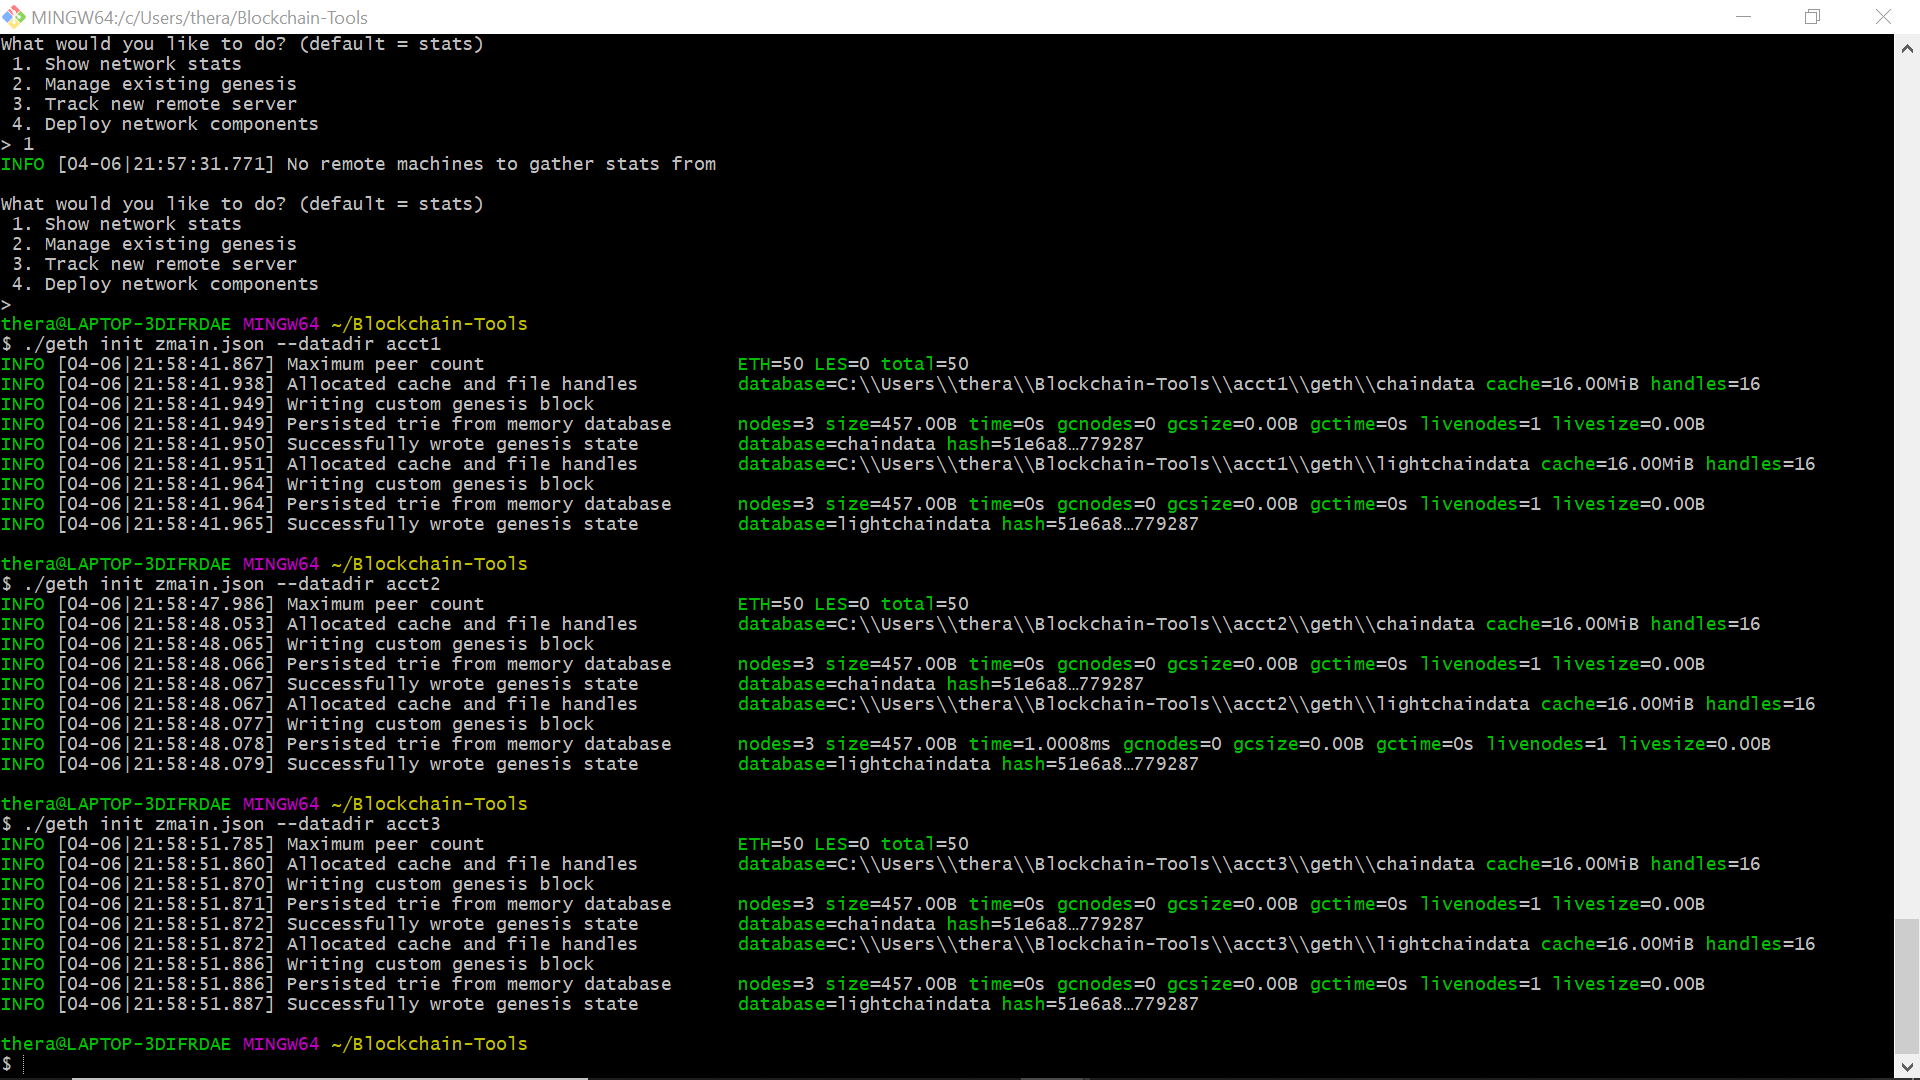 MINGW64:/c/Users/thera/Blockchain-Tools
What would you like to do? (default = stats)
 1. Show network stats
 2. Manage existing genesis
 3. Track new remote server
 4. Deploy network components
> 1
INFO [04-06|21:57:31.771] No remote machines to gather stats from
What would you like to do? (default = stats)
 1. Show network stats
 2. Manage existing genesis
 3. Track new remote server
 4. Deploy network components
>
thera@LAPTOP-3DIFRDAE MINGW64 ~/Blockchain-Tools
$ ./geth init zmain.json --datadir acct1
INFO [04-06|21:58:41.867] Maximum peer count                       ETH=50 LES=0 total=50
INFO [04-06|21:58:41.938] Allocated cache and file handles         database=C:\\Users\\thera\\Blockchain-Tools\\acct1\\geth\\chaindata cache=16.00MiB handles=16
INFO [04-06|21:58:41.949] Writing custom genesis block
INFO [04-06|21:58:41.949] Persisted trie from memory database      nodes=3 size=457.00B time=0s gcnodes=0 gcsize=0.00B gctime=0s livenodes=1 livesize=0.00B
INFO [04-06|21:58:41.950] Successfully wrote genesis state         database=chaindata hash=51e6a8…779287
INFO [04-06|21:58:41.951] Allocated cache and file handles         database=C:\\Users\\thera\\Blockchain-Tools\\acct1\\geth\\lightchaindata cache=16.00MiB handles=16
INFO [04-06|21:58:41.964] Writing custom genesis block
INFO [04-06|21:58:41.964] Persisted trie from memory database      nodes=3 size=457.00B time=0s gcnodes=0 gcsize=0.00B gctime=0s livenodes=1 livesize=0.00B
INFO [04-06|21:58:41.965] Successfully wrote genesis state         database=lightchaindata hash=51e6a8…779287
thera@LAPTOP-3DIFRDAE MINGW64 ~/Blockchain-Tools
$ ./geth init zmain.json --datadir acct2
INFO [04-06|21:58:47.986] Maximum peer count                       ETH=50 LES=0 total=50
INFO [04-06|21:58:48.053] Allocated cache and file handles         database=C:\\Users\\thera\\Blockchain-Tools\\acct2\\geth\\chaindata cache=16.00MiB handles=16
INFO [04-06|21:58:48.065] Writing custom genesis block
INFO [04-06|21:58:48.066] Persisted trie from memory database      nodes=3 size=457.00B time=0s gcnodes=0 gcsize=0.00B gctime=0s livenodes=1 livesize=0.00B
INFO [04-06|21:58:48.067] Successfully wrote genesis state         database=chaindata hash=51e6a8…779287
INFO [04-06|21:58:48.067] Allocated cache and file handles         database=C:\\Users\\thera\\Blockchain-Tools\\acct2\\geth\\lightchaindata cache=16.00MiB handles=16
INFO [04-06|21:58:48.077] Writing custom genesis block
INFO [04-06|21:58:48.078] Persisted trie from memory database      nodes=3 size=457.00B time=1.0008ms gcnodes=0 gcsize=0.00B gctime=0s livenodes=1 livesize=0.00B
INFO [04-06|21:58:48.079] Successfully wrote genesis state         database=lightchaindata hash=51e6a8…779287
thera@LAPTOP-3DIFRDAE MINGW64 ~/Blockchain-Tools
$ ./geth init zmain.json --datadir acct3
INFO [04-06|21:58:51.785] Maximum peer count                       ETH=50 LES=0 total=50
INFO [04-06|21:58:51.860] Allocated cache and file handles         database=C:\\Users\\thera\\Blockchain-Tools\\acct3\\geth\\chaindata cache=16.00MiB handles=16
INFO [04-06|21:58:51.870] Writing custom genesis block
INFO [04-06|21:58:51.871] Persisted trie from memory database      nodes=3 size=457.00B time=0s gcnodes=0 gcsize=0.00B gctime=0s livenodes=1 livesize=0.00B
INFO [04-06|21:58:51.872] Successfully wrote genesis state         database=chaindata hash=51e6a8…779287
INFO [04-06|21:58:51.872] Allocated cache and file handles         database=C:\\Users\\thera\\Blockchain-Tools\\acct3\\geth\\lightchaindata cache=16.00MiB handles=16
INFO [04-06|21:58:51.886] Writing custom genesis block
INFO [04-06|21:58:51.886] Persisted trie from memory database      nodes=3 size=457.00B time=0s gcnodes=0 gcsize=0.00B gctime=0s livenodes=1 livesize=0.00B
INFO [04-06|21:58:51.887] Successfully wrote genesis state         database=lightchaindata hash=51e6a8…779287
thera@LAPTOP-3DIFRDAE MINGW64 ~/Blockchain-Tools
$